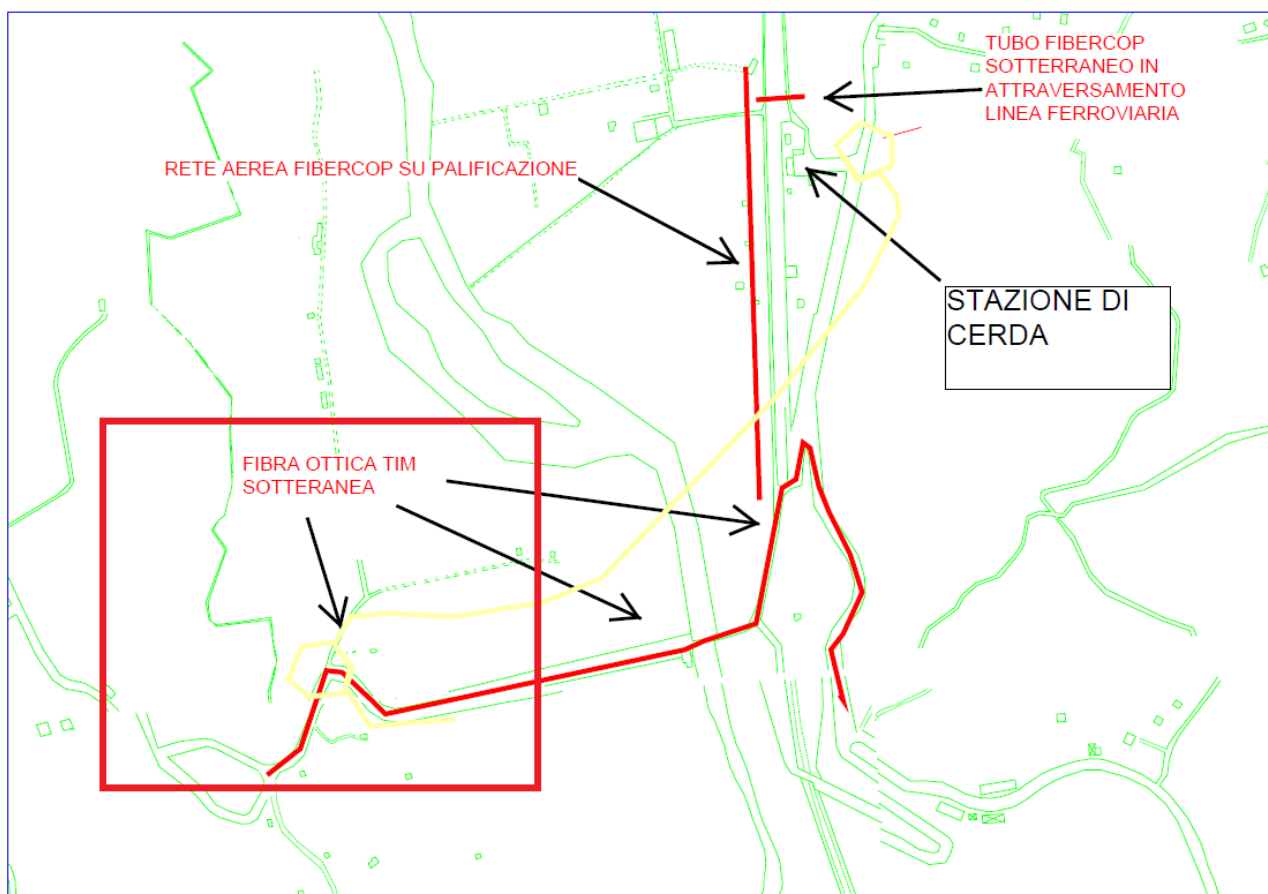 TUBO FIBERCOP
SOTTERRANEO IN
ATTRAVERSAMENTO
LINEA FERROVIARIA
RETE AEREA FIBERCOP SU PALIFICAZIONE
STAZIONE DI
CERDA
FIBRA OTTICA TIM
SOTTERANEA